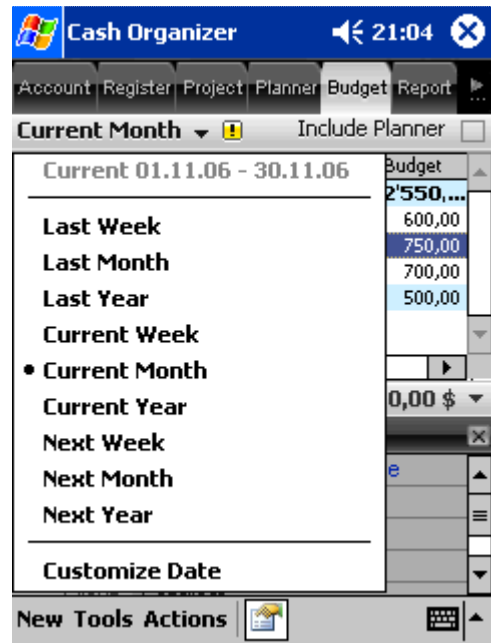 Cash Organizer 21:04
Account Register Project Planner Budget Report
Current Month Include Planner
Current 01.11.06 - 30.11.06
Budget
2'550,...
Last Week
600,00
750,00
Last Month
700,00
Last Year
500,00
Current Week
Current Month
Current Year
0,00 $
Next Week
Next Month
e
Next Year
Customize Date
New Tools Actions